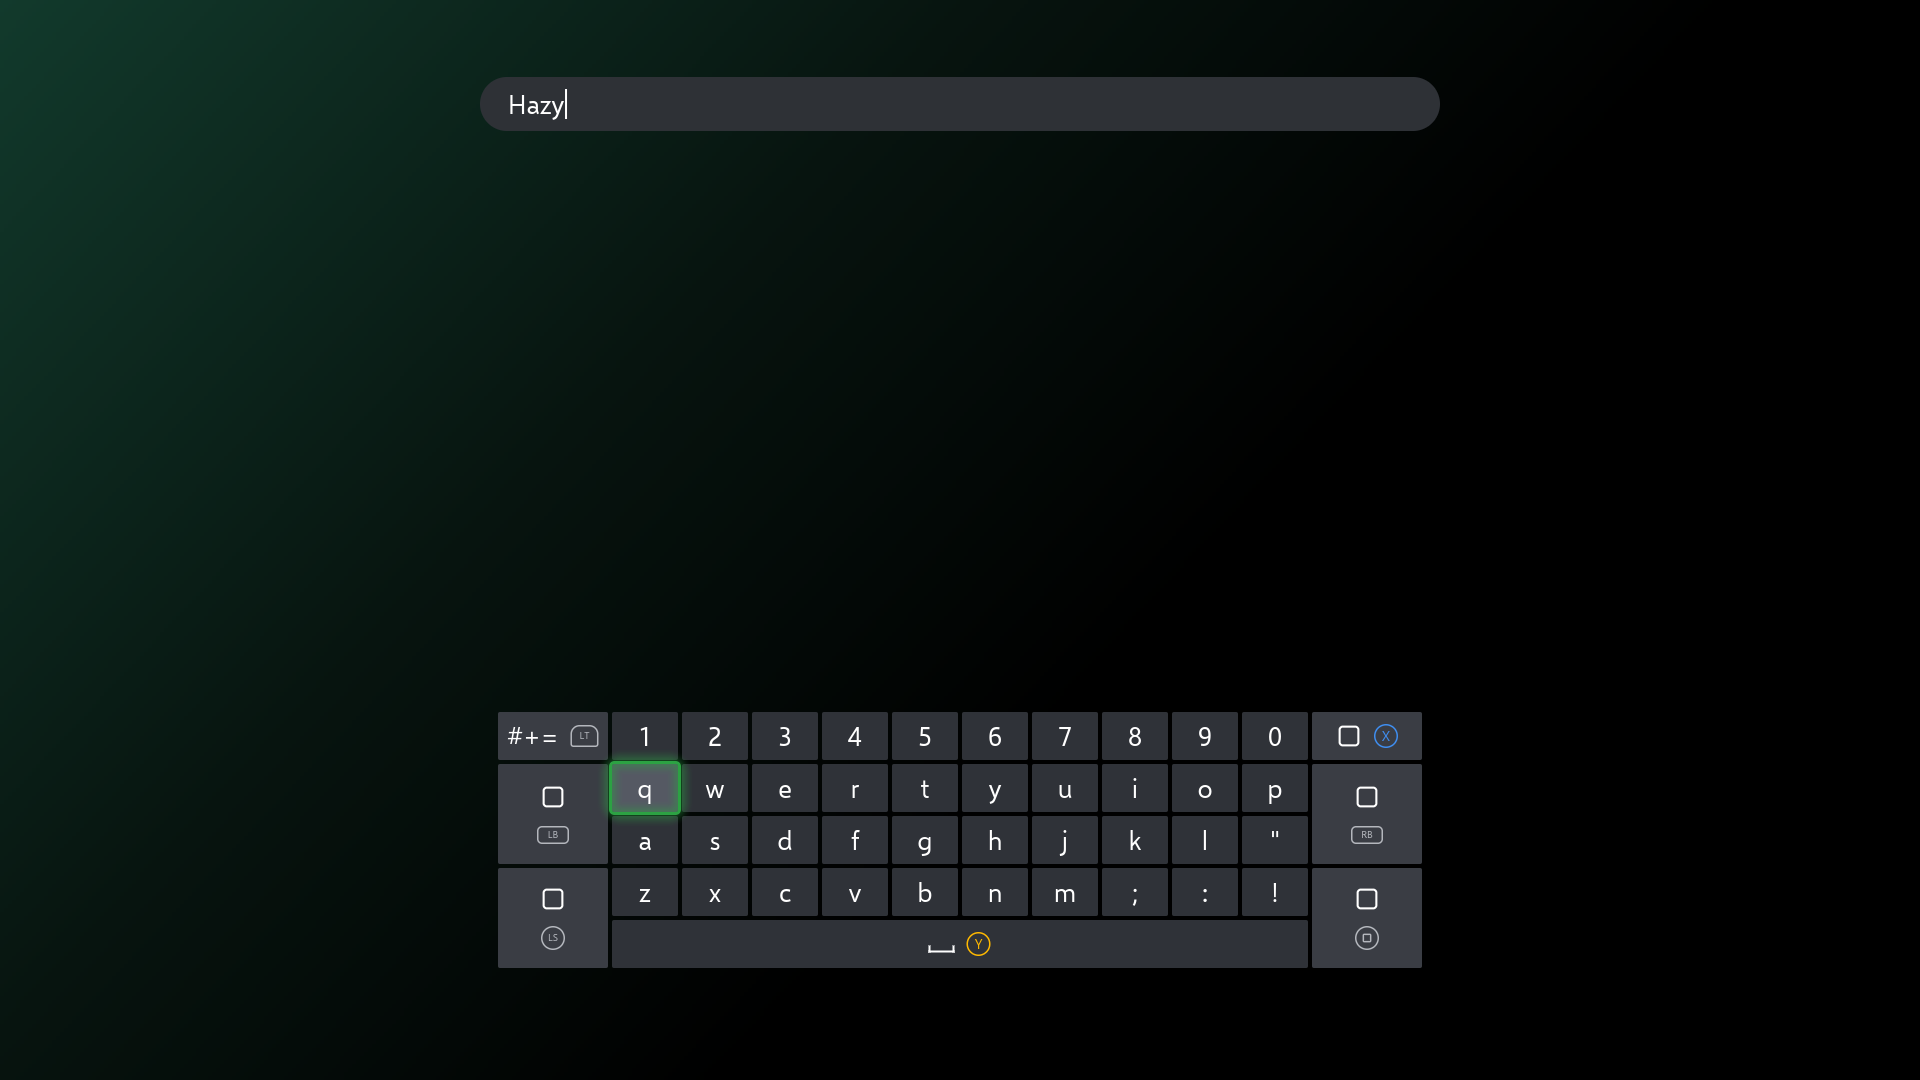 Hazy
#+= LT 1 2 3 4 5 6 7 8 9 0 X
LB q w e r t y u i o p RB
a s d f g h j k l "
LS z x c v b n m ; : !
Y